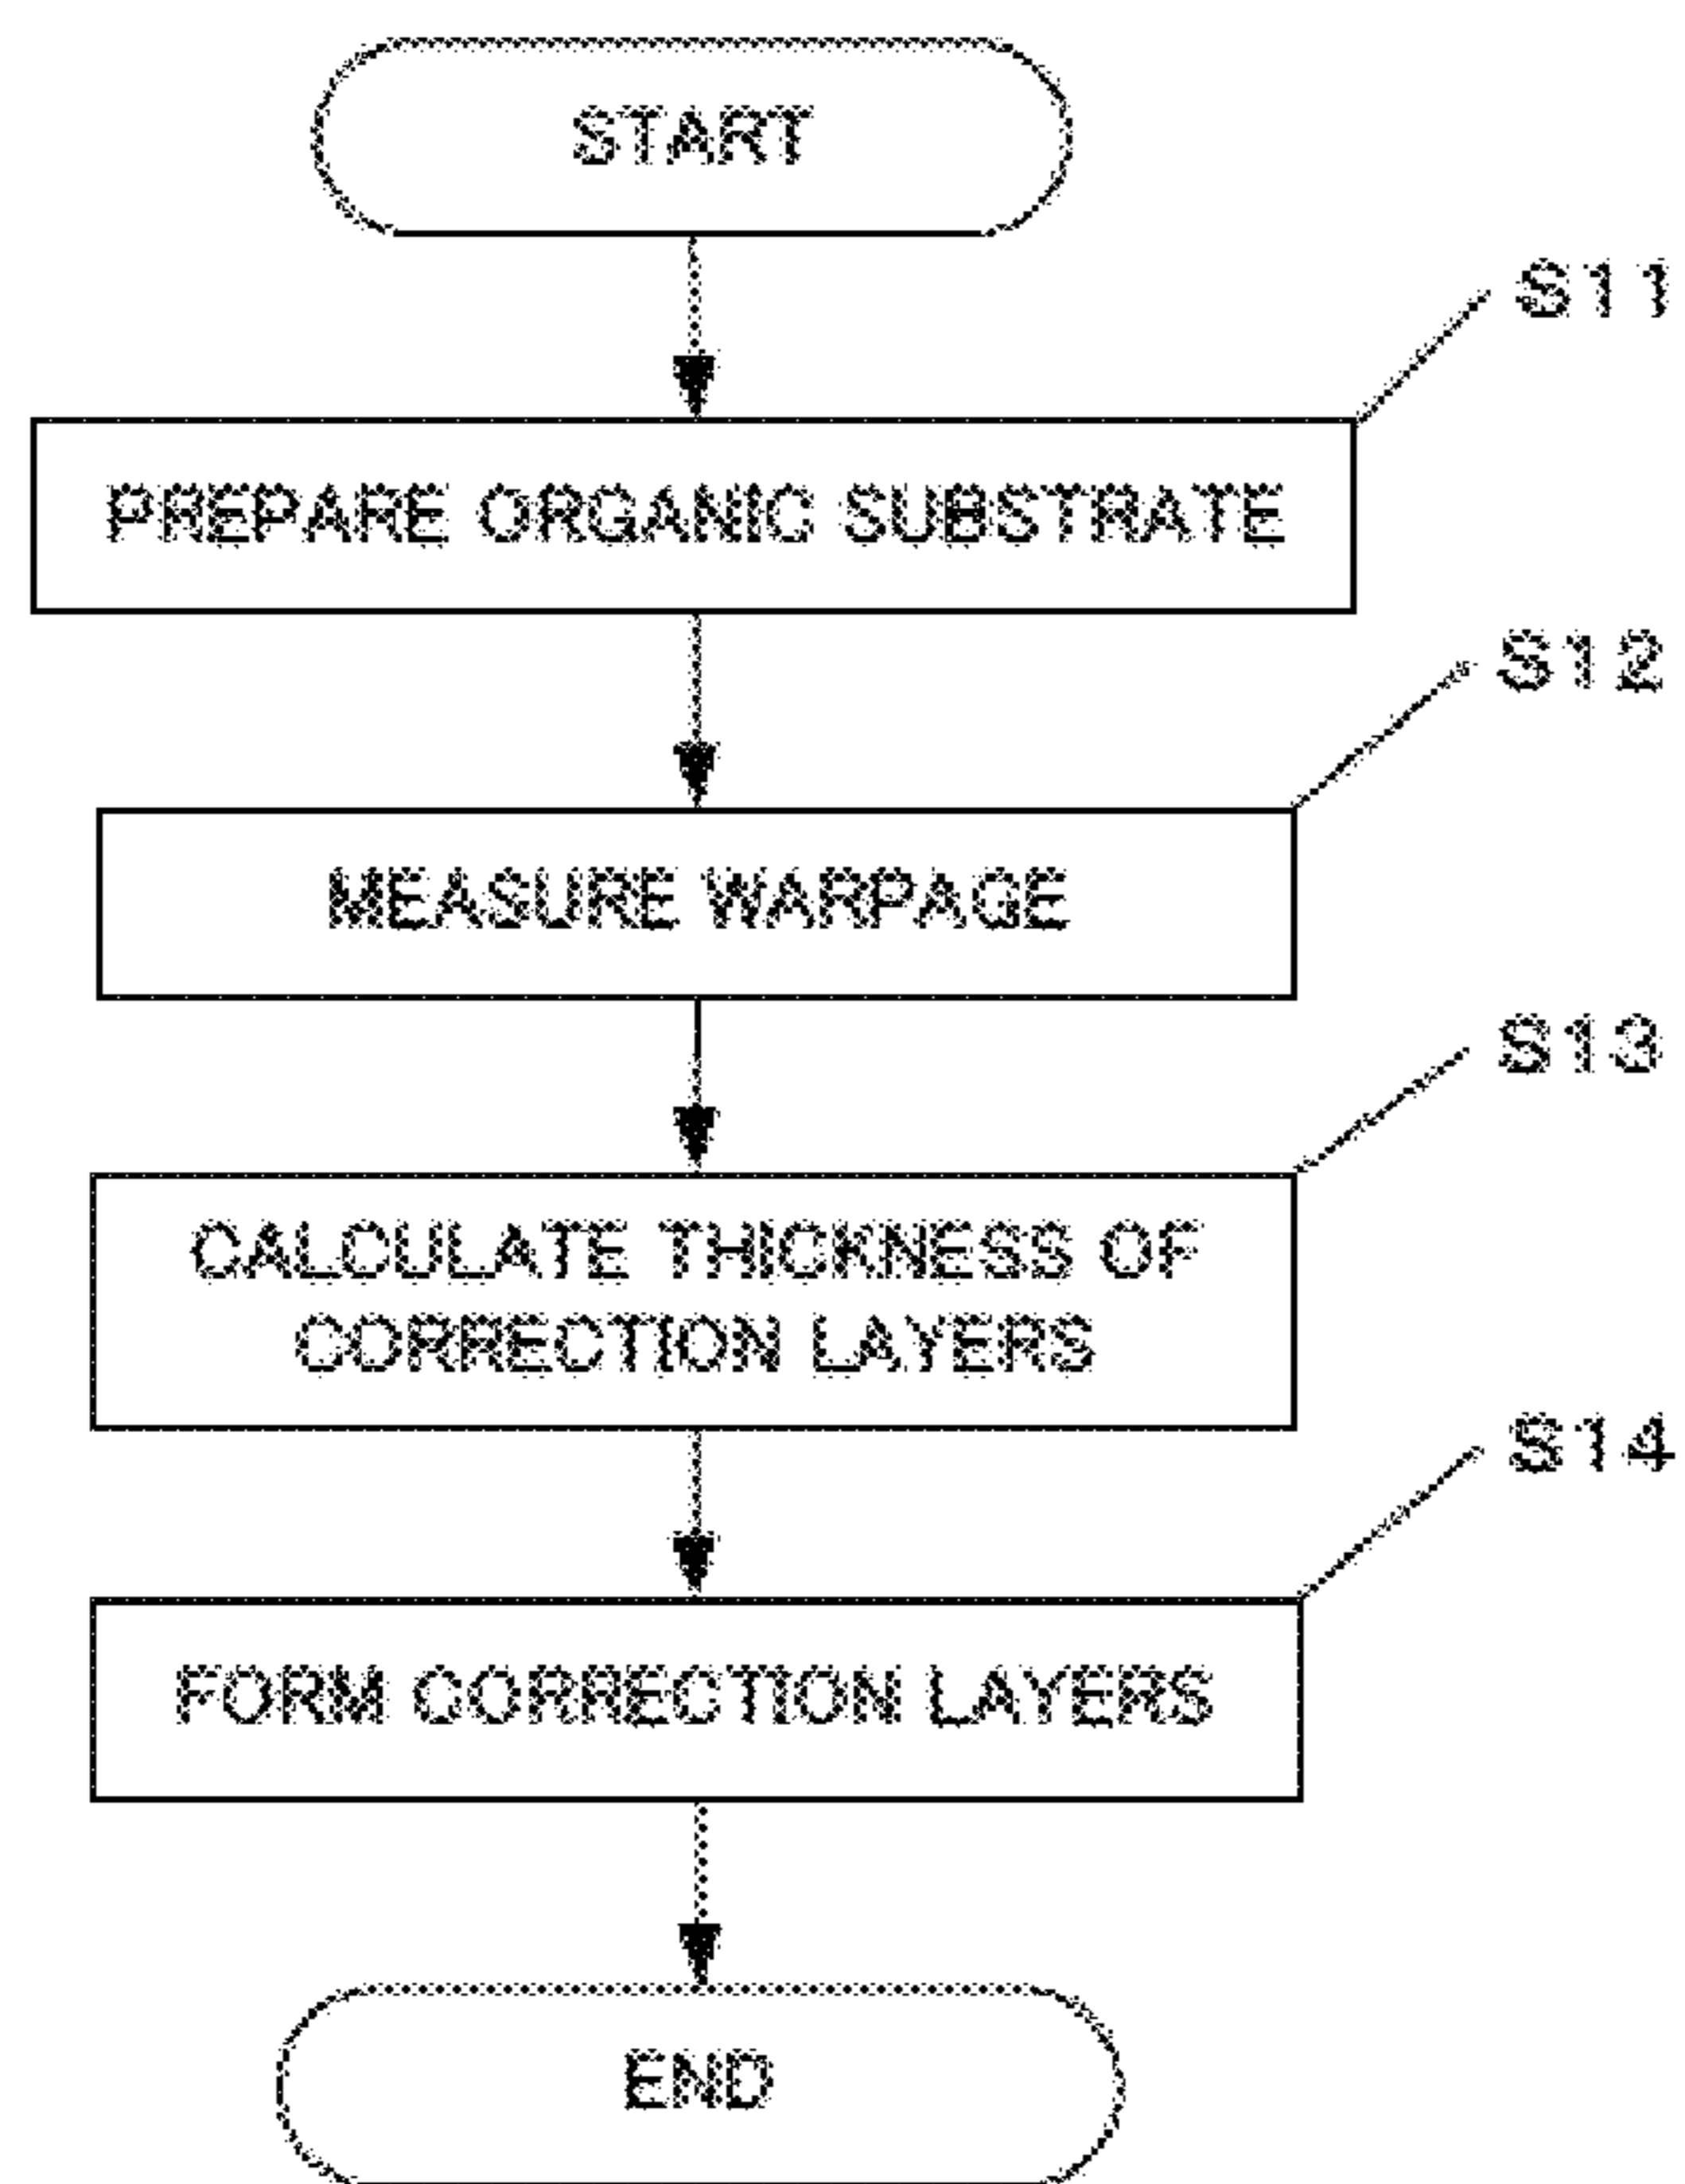 START
S11
PREPARE ORGANIC SUBSTRATE
S12
MEASURE WARPAGE
S13
CALCULATE THICKNESS OF
CORRECTION LAYERS
S14
FORM CORRECTION LAYERS
END